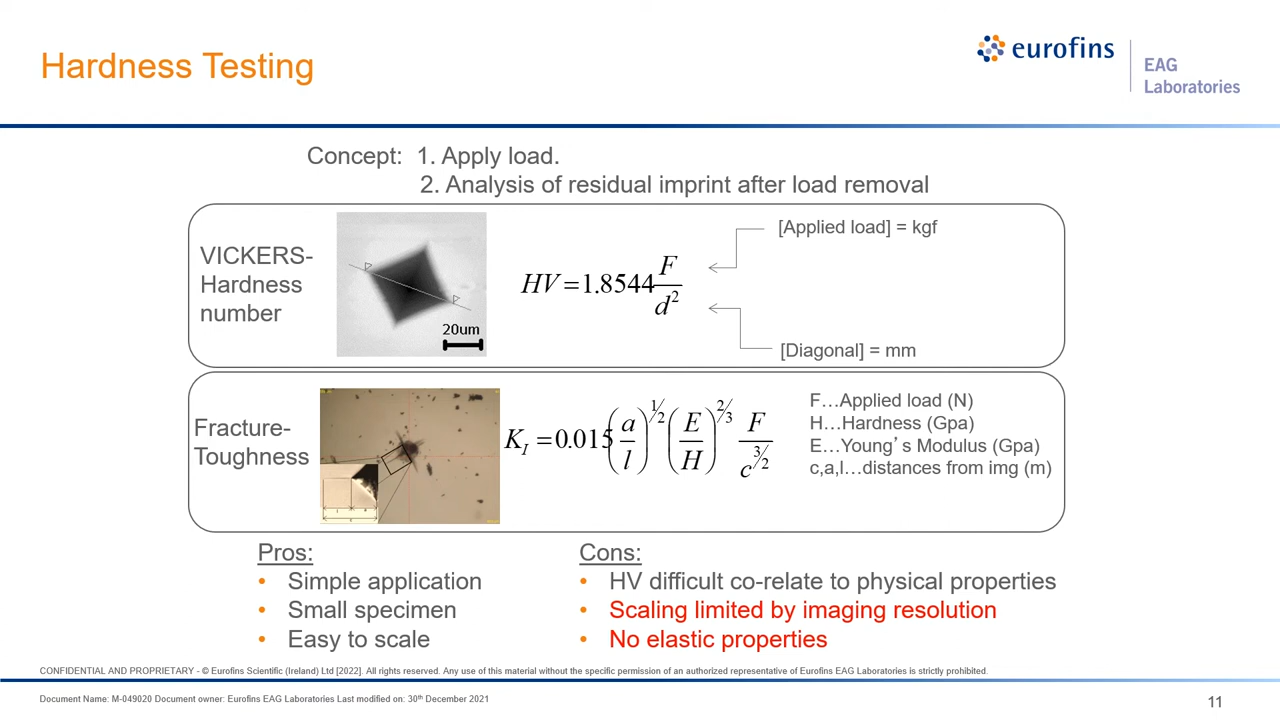 Hardness Testing
eurofins
EAG
Laboratories
Concept: 1. Apply load.
2. Analysis of residual imprint after load removal
VICKERS-
Hardness
number
20um
HV = 1.8544 F/d²
[Applied load] = kgf
[Diagonal] = mm
Fracture-
Toughness
K_I = 0.015 (a/l)^(1/2) (E/H)^(2/3) F/c^(3/2)
F…Applied load (N)
H…Hardness (Gpa)
E…Young's Modulus (Gpa)
c,a,l…distances from img (m)
Pros:
• Simple application
• Small specimen
• Easy to scale
Cons:
• HV difficult co-relate to physical properties
• Scaling limited by imaging resolution
• No elastic properties
CONFIDENTIAL AND PROPRIETARY - © Eurofins Scientific (Ireland) Ltd [2022]. All rights reserved. Any use of this material without the specific permission of an authorized representative of Eurofins EAG Laboratories is strictly prohibited.
Document Name: M-049020 Document owner: Eurofins EAG Laboratories Last modified on: 30th December 2021
11